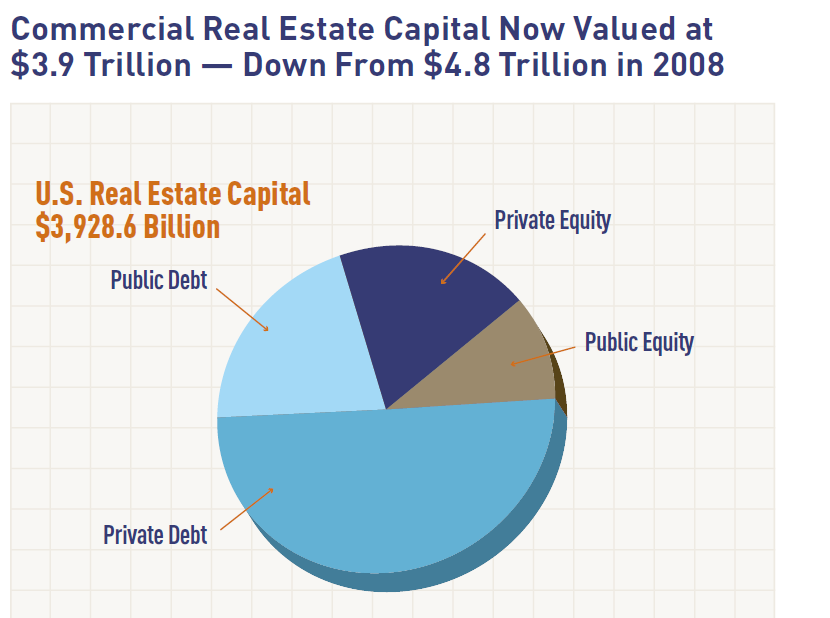 Commercial Real Estate Capital Now Valued at
$3.9 Trillion — Down From $4.8 Trillion in 2008
U.S. Real Estate Capital
$3,928.6 Billion
Private Equity
Public Debt
Public Equity
Private Debt